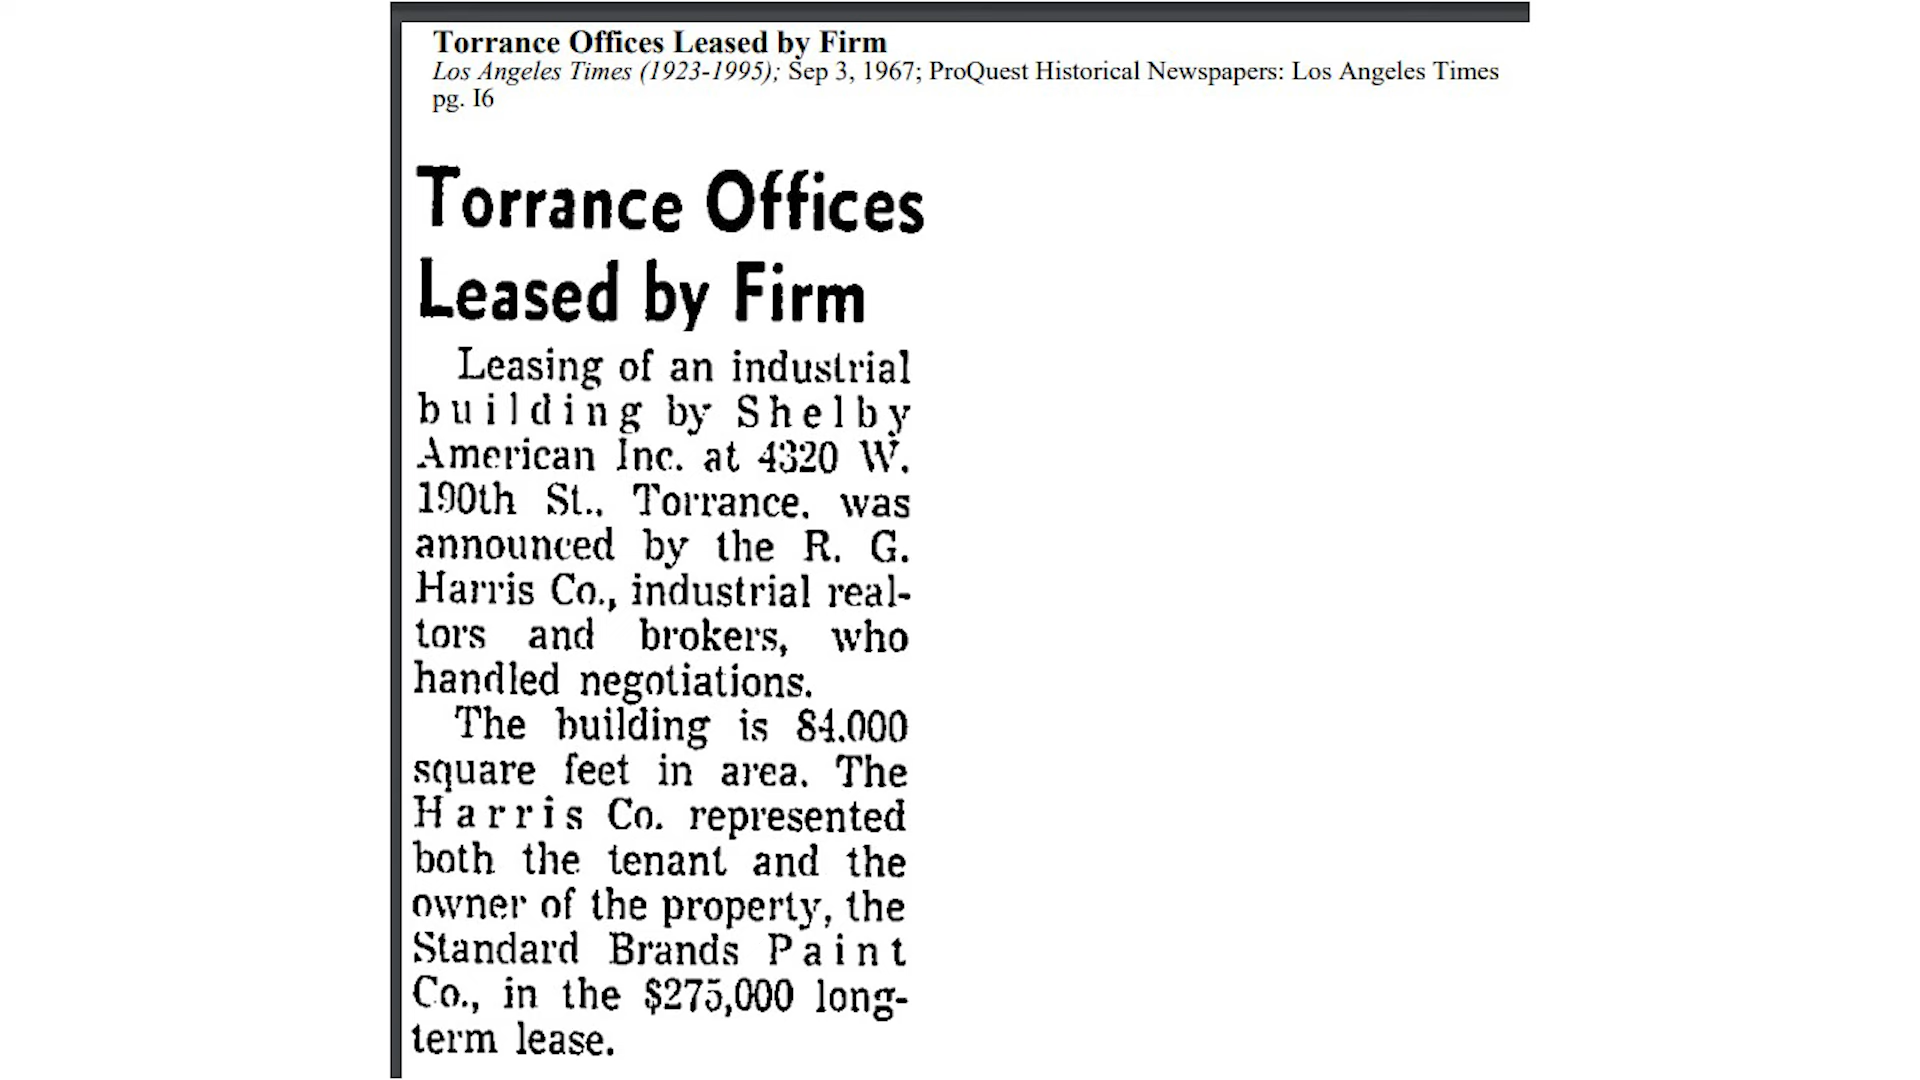 Torrance Offices Leased by Firm
Los Angeles Times (1923-1995); Sep 3, 1967; ProQuest Historical Newspapers: Los Angeles Times
pg. I6
Torrance Offices
Leased by Firm
Leasing of an industrial
building by Shelby
American Inc. at 4320 W.
190th St., Torrance, was
announced by the R. G.
Harris Co., industrial real-
tors and brokers, who
handled negotiations.
The building is 84,000
square feet in area. The
Harris Co. represented
both the tenant and the
owner of the property, the
Standard Brands Paint
Co., in the $275,000 long-
term lease.